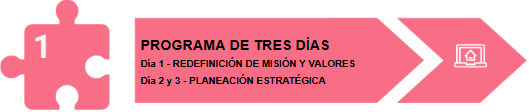 1
PROGRAMA DE TRES DÍAS
Día 1 - REDEFINICIÓN DE MISIÓN Y VALORES
Día 2 y 3 - PLANEACIÓN ESTRATÉGICA